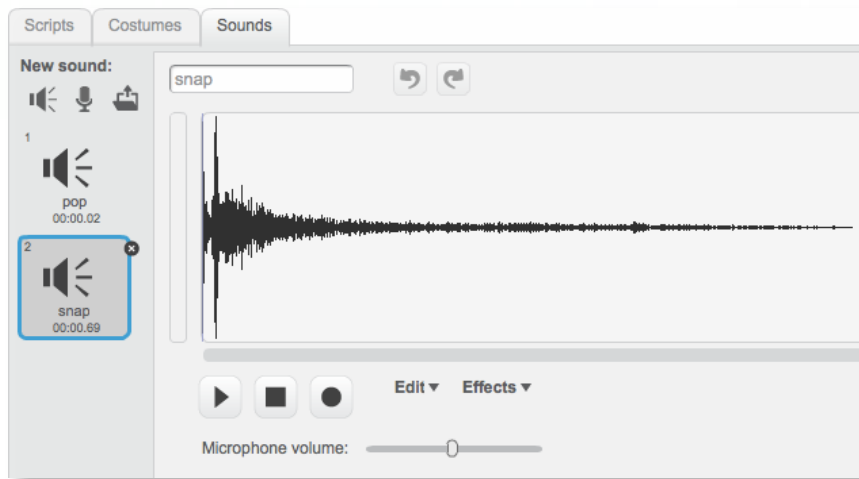 Scripts Costumes Sounds
New sound:
snap
1
pop
00:00.02
2
snap
00:00.69
Edit ▾ Effects ▾
Microphone volume: